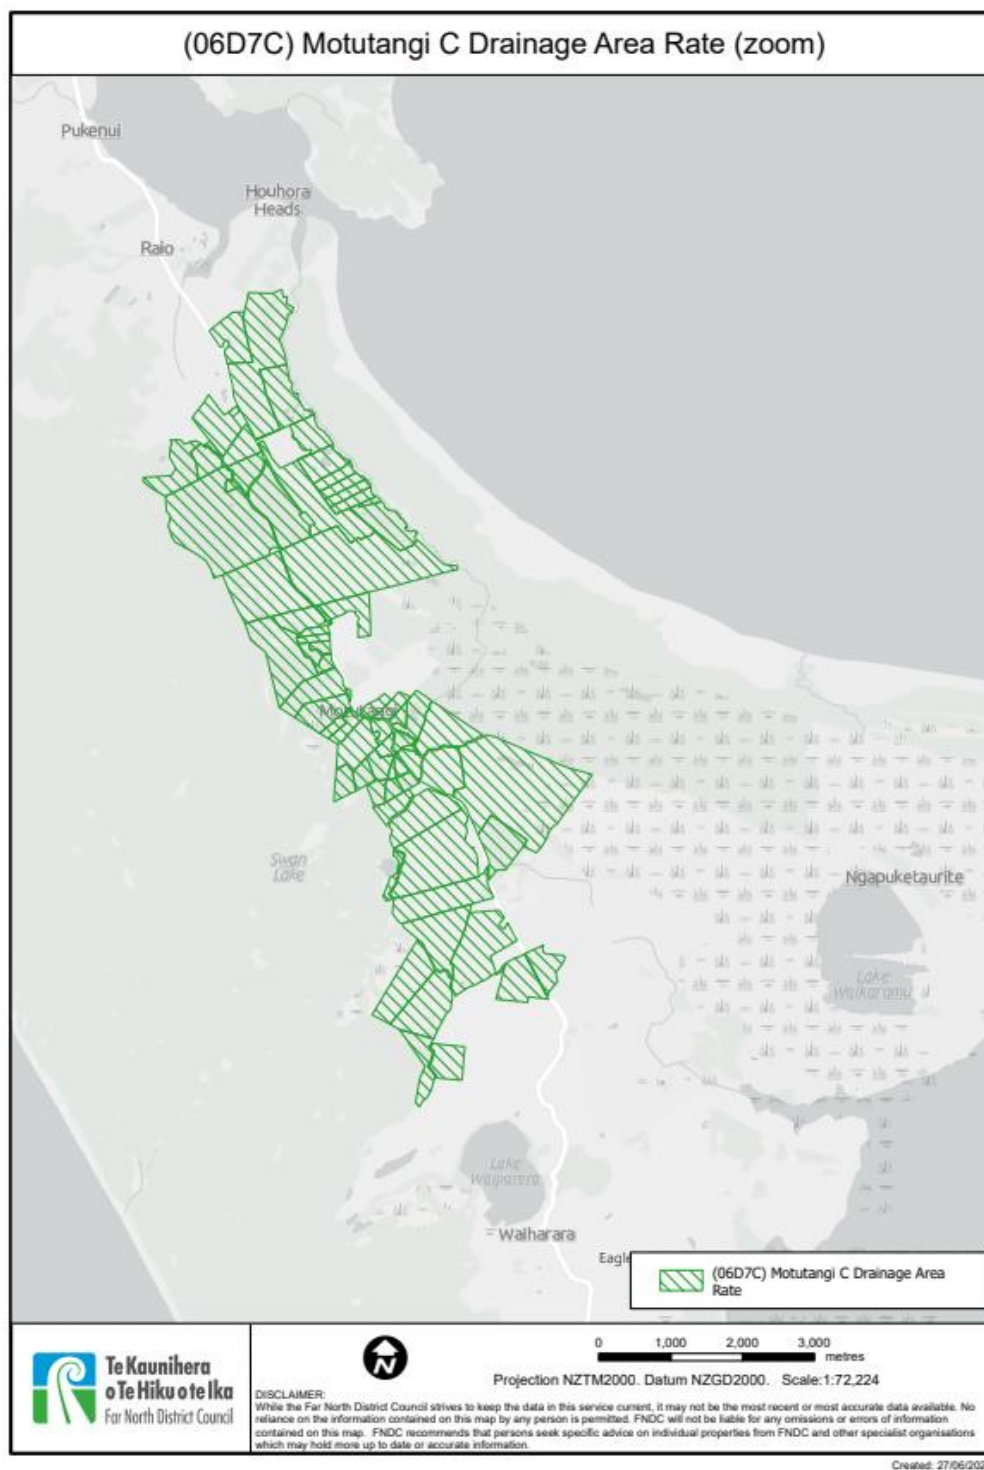 (06D7C) Motutangi C Drainage Area Rate (zoom)
Pukenui
Houhora
Heads
Raio
Motutangi
Swan
Lake
Ngapuketaurite
Lake
Waikaramu
Lake
Waiparera
Waiharara
Eagle
(06D7C) Motutangi C Drainage Area
Rate
Te Kaunihera
o Te Hiku o te Ika
Far North District Council
N
0 1,000 2,000 3,000
metres
Projection NZTM2000. Datum NZGD2000. Scale:1:72,224
DISCLAIMER:
While the Far North District Council strives to keep the data in this service current, it may not be the most recent or most accurate data available. No
reliance on the information contained on this map by any person is permitted. FNDC will not be liable for any omissions or errors of information
contained on this map. FNDC recommends that persons seek specific advice on individual properties from FNDC and other specialist organisations
which may hold more up to date or accurate information.
Created: 27/06/202